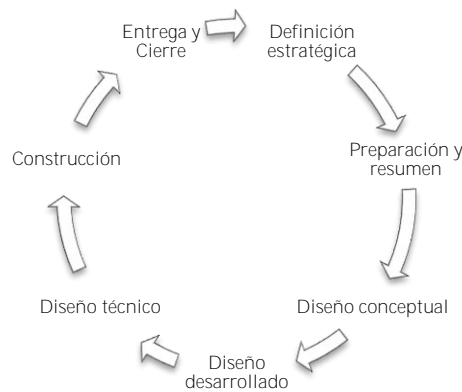 Entrega y
Cierre
Definición
estratégica
Preparación y
resumen
Diseño conceptual
Diseño
desarrollado
Diseño técnico
Construcción